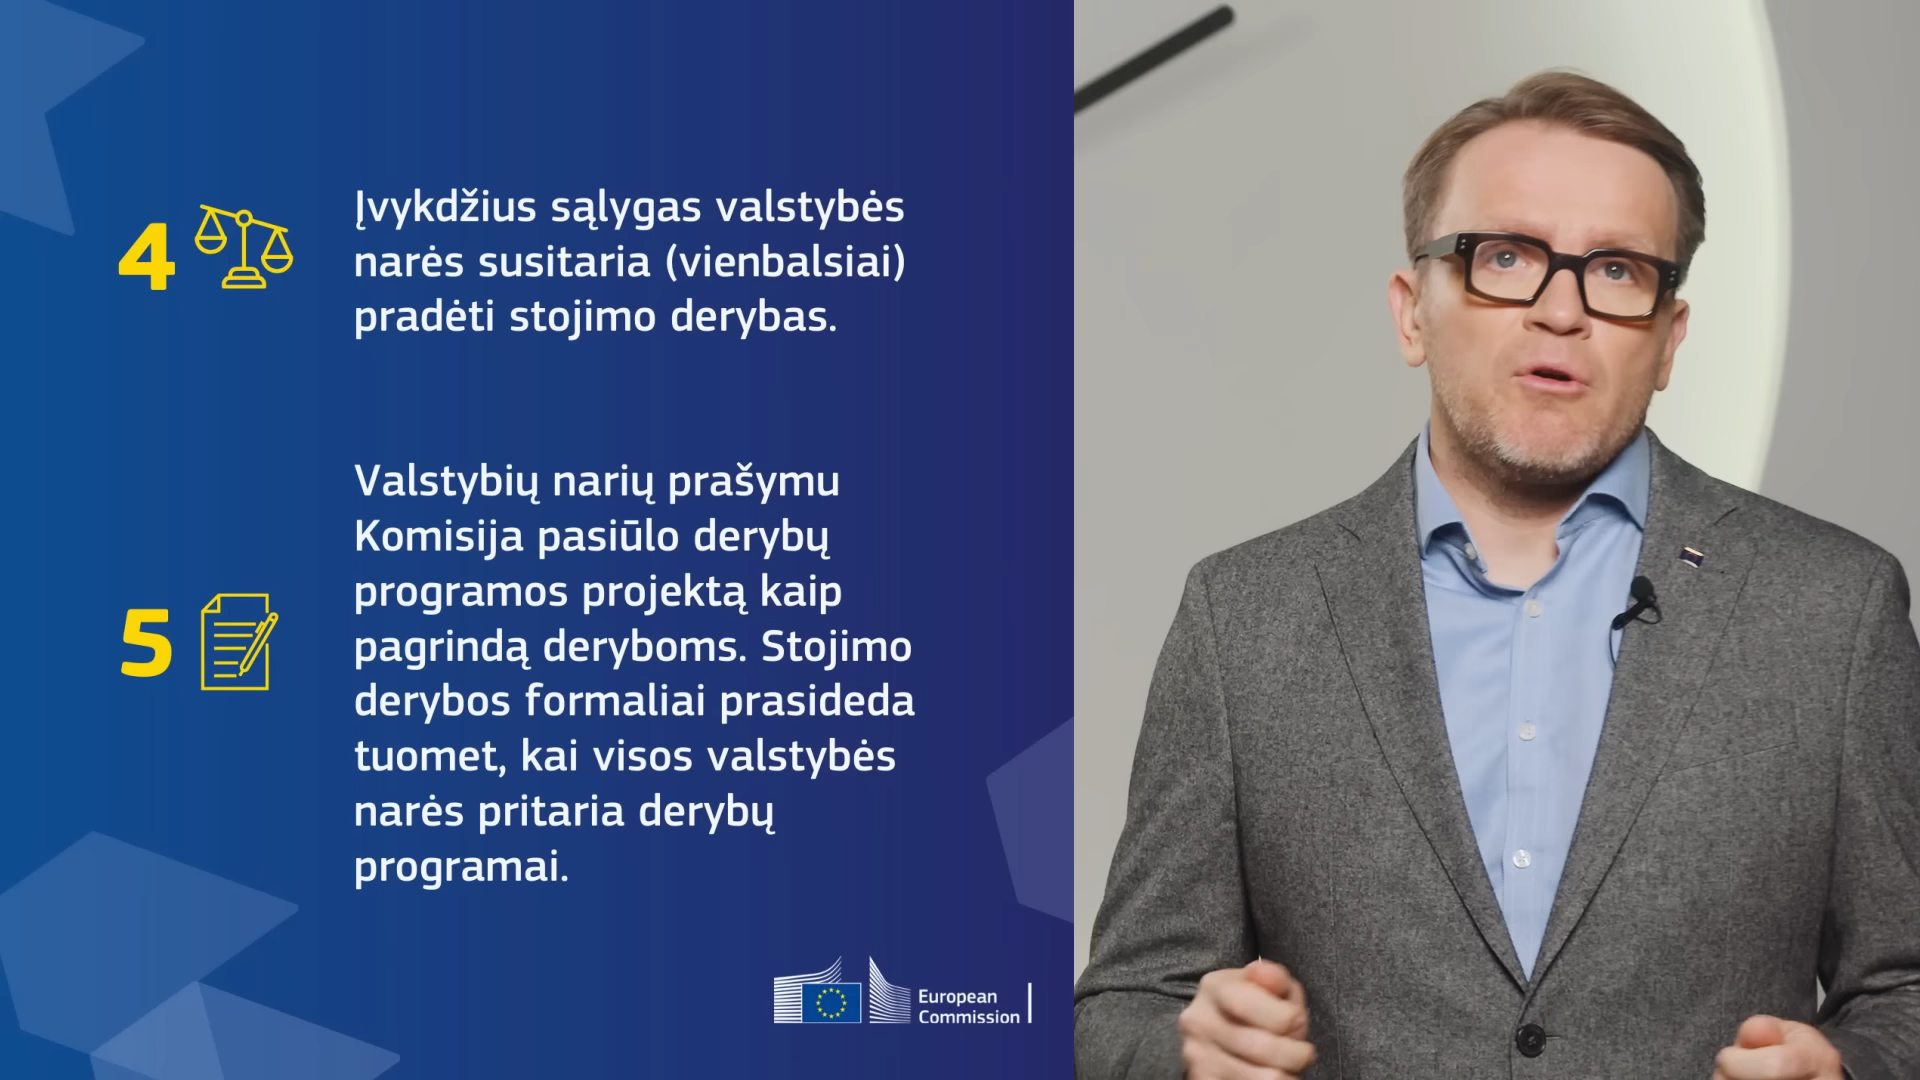 4
Įvykdžius sąlygas valstybės
narės susitaria (vienbalsiai)
pradėti stojimo derybas.
5
Valstybių narių prašymu
Komisija pasiūlo derybų
programos projektą kaip
pagrindą deryboms. Stojimo
derybos formaliai prasideda
tuomet, kai visos valstybės
narės pritaria derybų
programai.
European
Commission